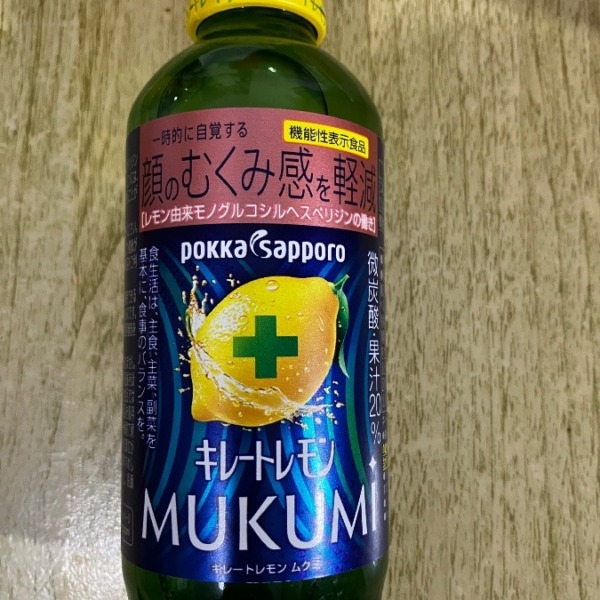 一時的に自覚する
機能性表示食品
顔のむくみ感を軽減
【レモン由来モノグルコシルヘスペリジンの働き】
pokka sapporo
食生活は、主食、主菜、副菜を
基本に、食事のバランスを。
微炭酸・果汁20%
キレートレモン
MUKUMI
キレートレモン ムクミ